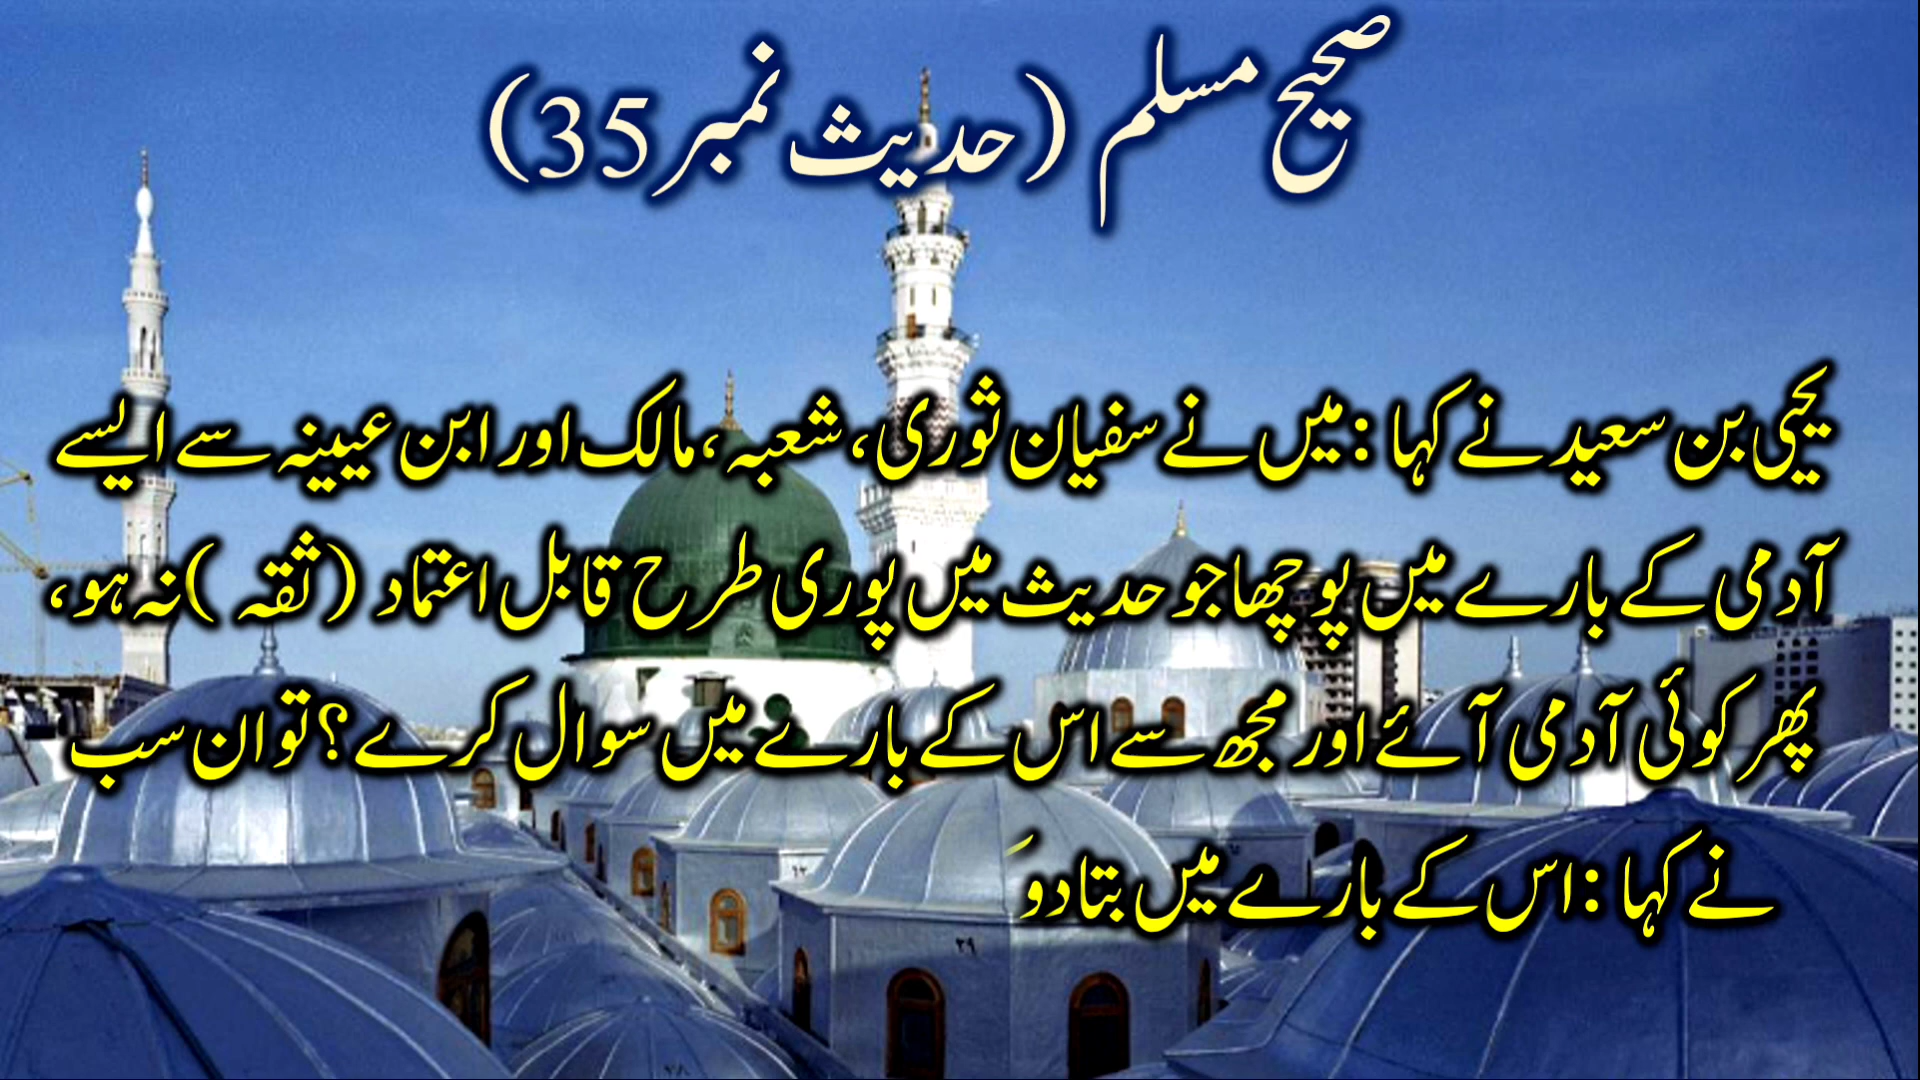 صحیح مسلم (حدیث نمبر35)
یحییٰ بن سعید نے کہا : میں نے سفیان ثوری، شعبہ، مالک اور ابن عیینہ سے ایسے
آدمی کے بارے میں پوچھا جو حدیث میں پوری طرح قابل اعتماد (ثقہ ) نہ ہو،
پھر کوئی آدمی آئے اور مجھ سے اس کے بارے میں سوال کرے ؟ تو ان سب
نے کہا : اس کے بارے میں بتا دو َ
٢٩